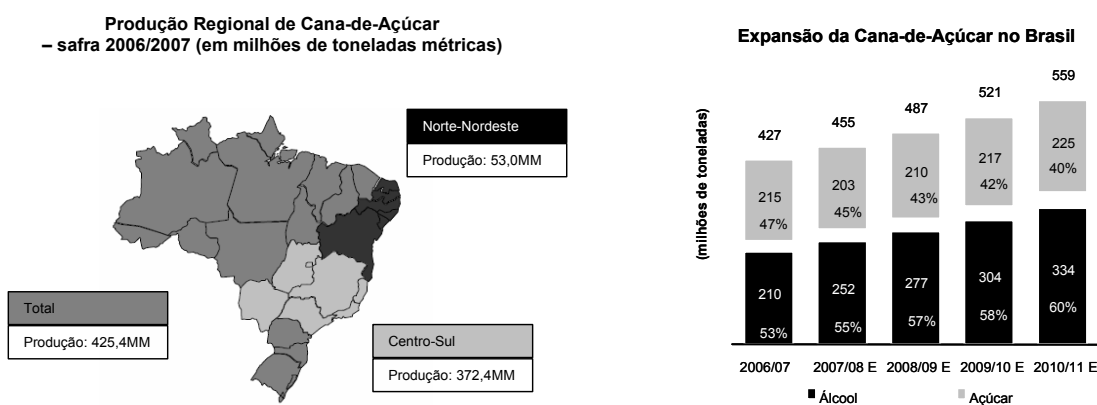 Produção Regional de Cana-de-Açúcar
– safra 2006/2007 (em milhões de toneladas métricas)
Norte-Nordeste
Produção: 53,0MM
Total
Produção: 425,4MM
Centro-Sul
Produção: 372,4MM
Expansão da Cana-de-Açúcar no Brasil
(milhões de toneladas)
427
455
487
521
559
215
47%
203
45%
210
43%
217
42%
225
40%
210
53%
252
55%
277
57%
304
58%
334
60%
2006/07
2007/08 E
2008/09 E
2009/10 E
2010/11 E
Álcool
Açúcar